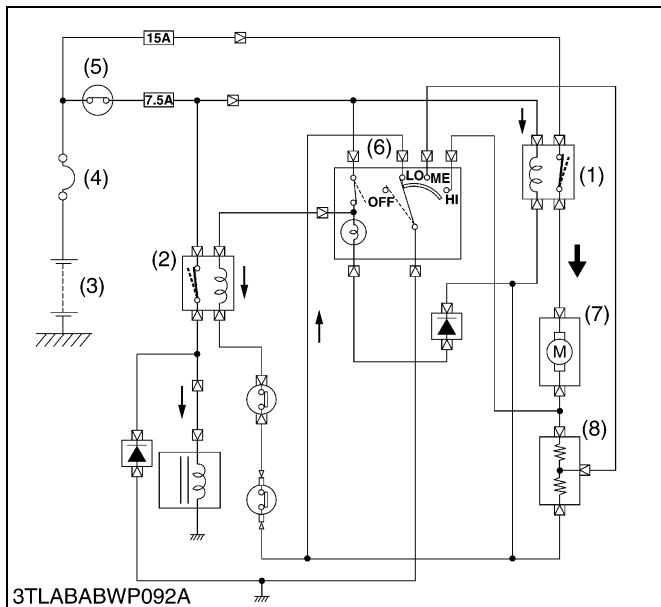 15A
(5)
7.5A
(6)
LO
ME
OFF
HI
(1)
(4)
(2)
(3)
(7)
M
(8)
3TLABABWP092A